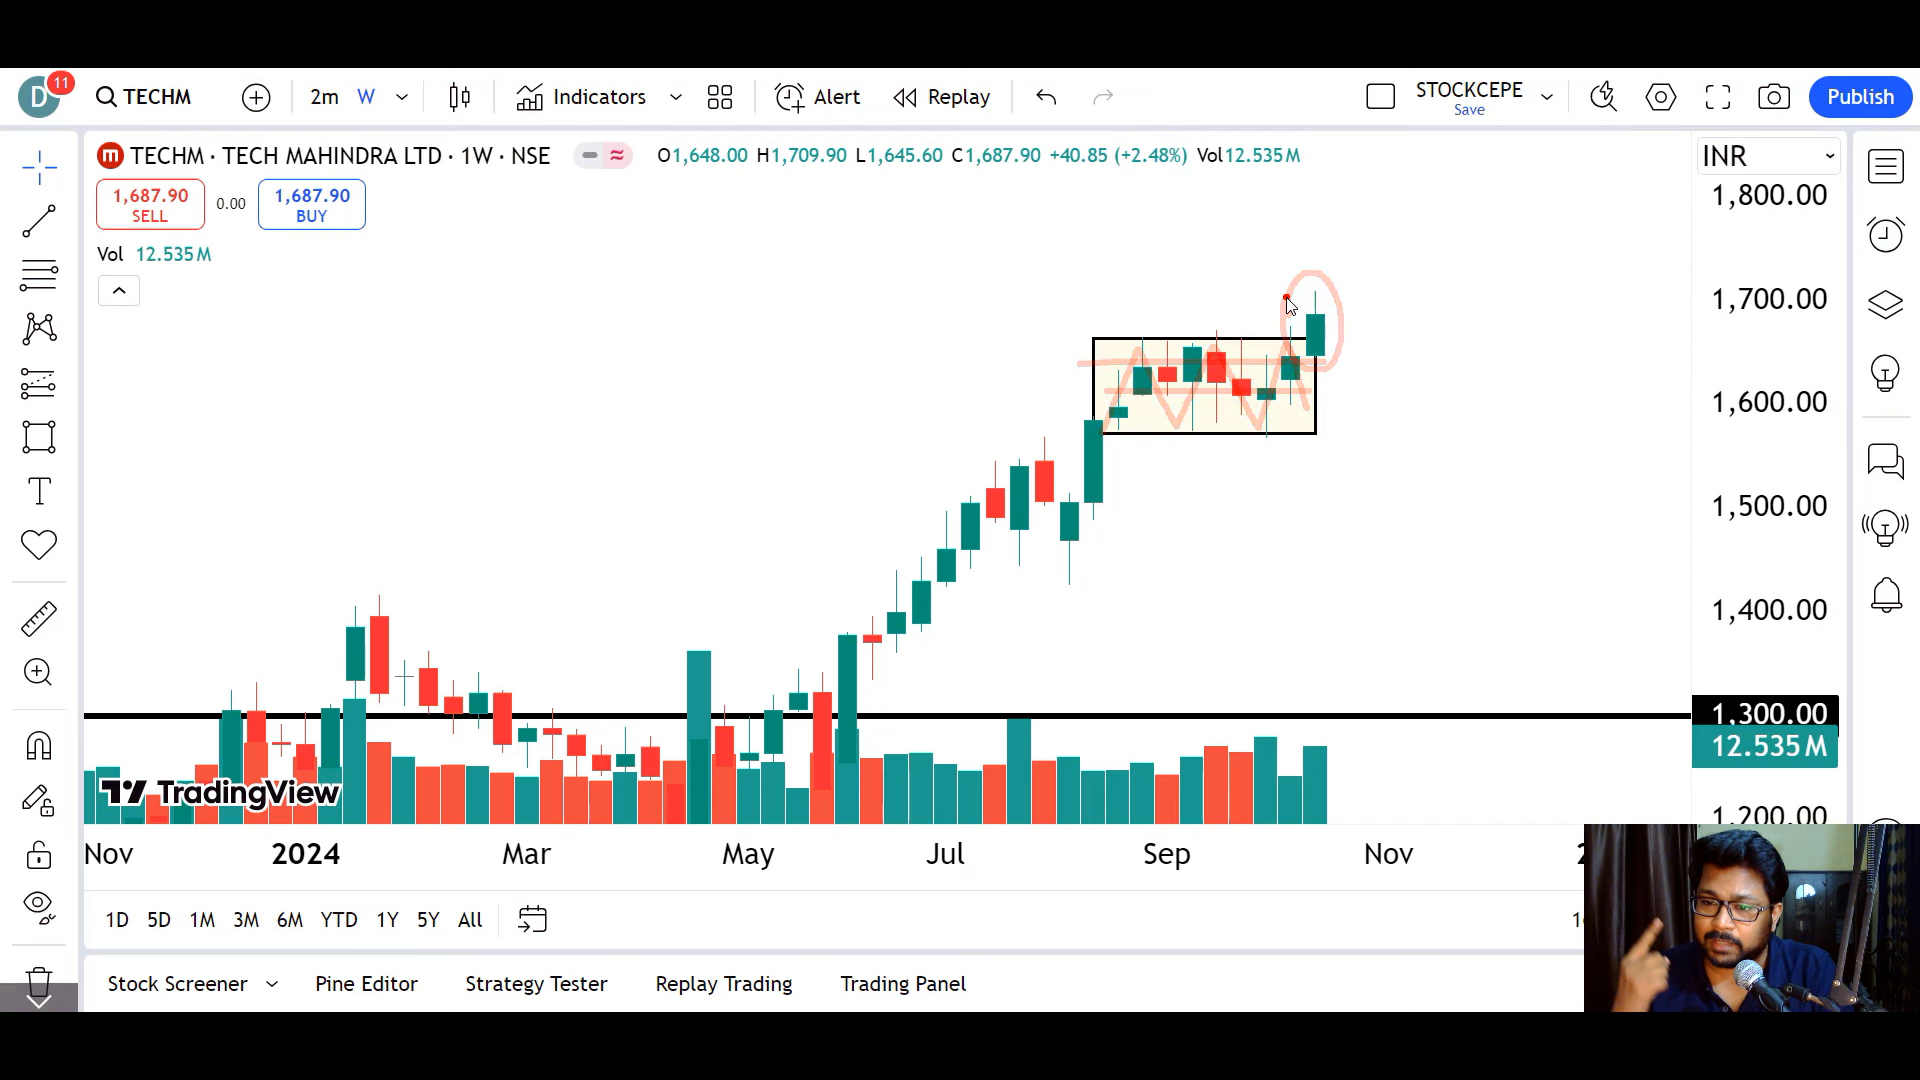 D 11 TECHM 2m W Indicators Alert Replay STOCKCEPE Publish
Save
m TECHM · TECH MAHINDRA LTD · 1W · NSE O1,648.00 H1,709.90 L1,645.60 C1,687.90 +40.85 (+2.48%) Vol12.535M INR
1,687.90 0.00 1,687.90
SELL BUY
Vol 12.535M
1,800.00
1,700.00
1,600.00
1,500.00
1,400.00
1,300.00
12.535M
1,200.00
TradingView
Nov 2024 Mar May Jul Sep Nov
1D 5D 1M 3M 6M YTD 1Y 5Y All
Stock Screener Pine Editor Strategy Tester Replay Trading Trading Panel